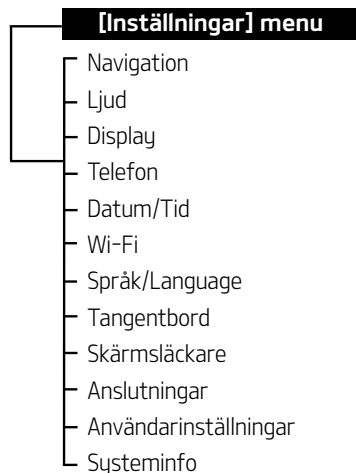 [Inställningar] menu
Navigation
Ljud
Display
Telefon
Datum/Tid
Wi-Fi
Språk/Language
Tangentbord
Skärmsläckare
Anslutningar
Användarinställningar
Systeminfo